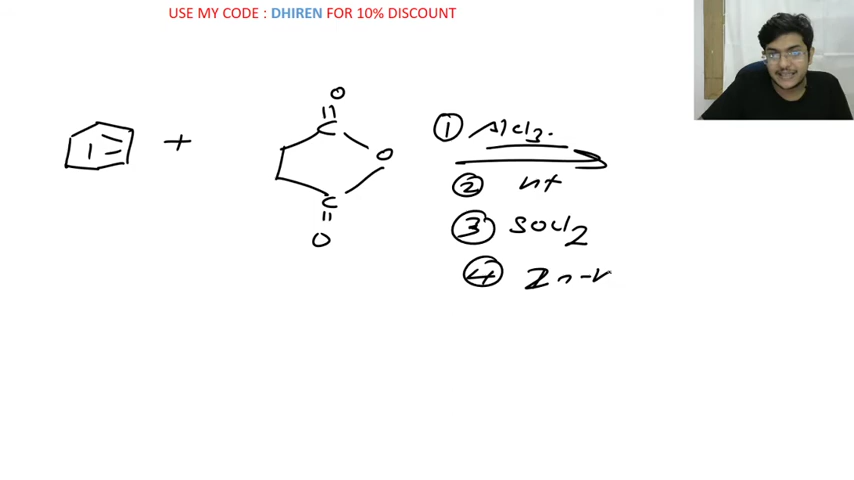 USE MY CODE : DHIREN FOR 10% DISCOUNT
O
C
O
C
O
+
① AlCl3.
② H+
③ SOCl2
④ Zn-